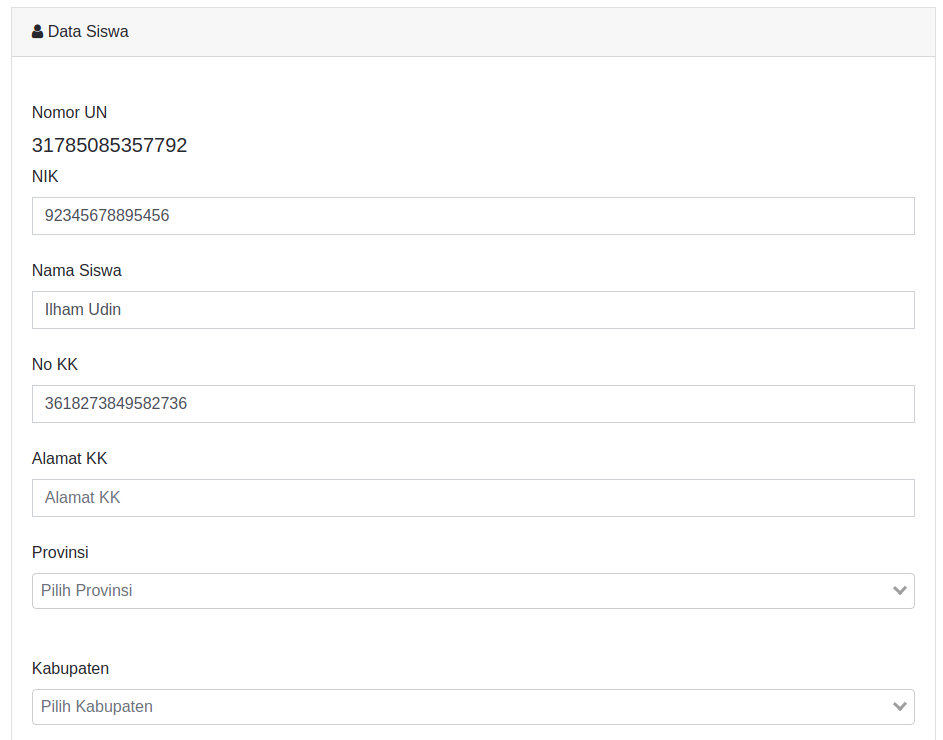 Data Siswa
Nomor UN
31785085357792
NIK
92345678895456
Nama Siswa
Ilham Udin
No KK
3618273849582736
Alamat KK
Alamat KK
Provinsi
Pilih Provinsi
Kabupaten
Pilih Kabupaten